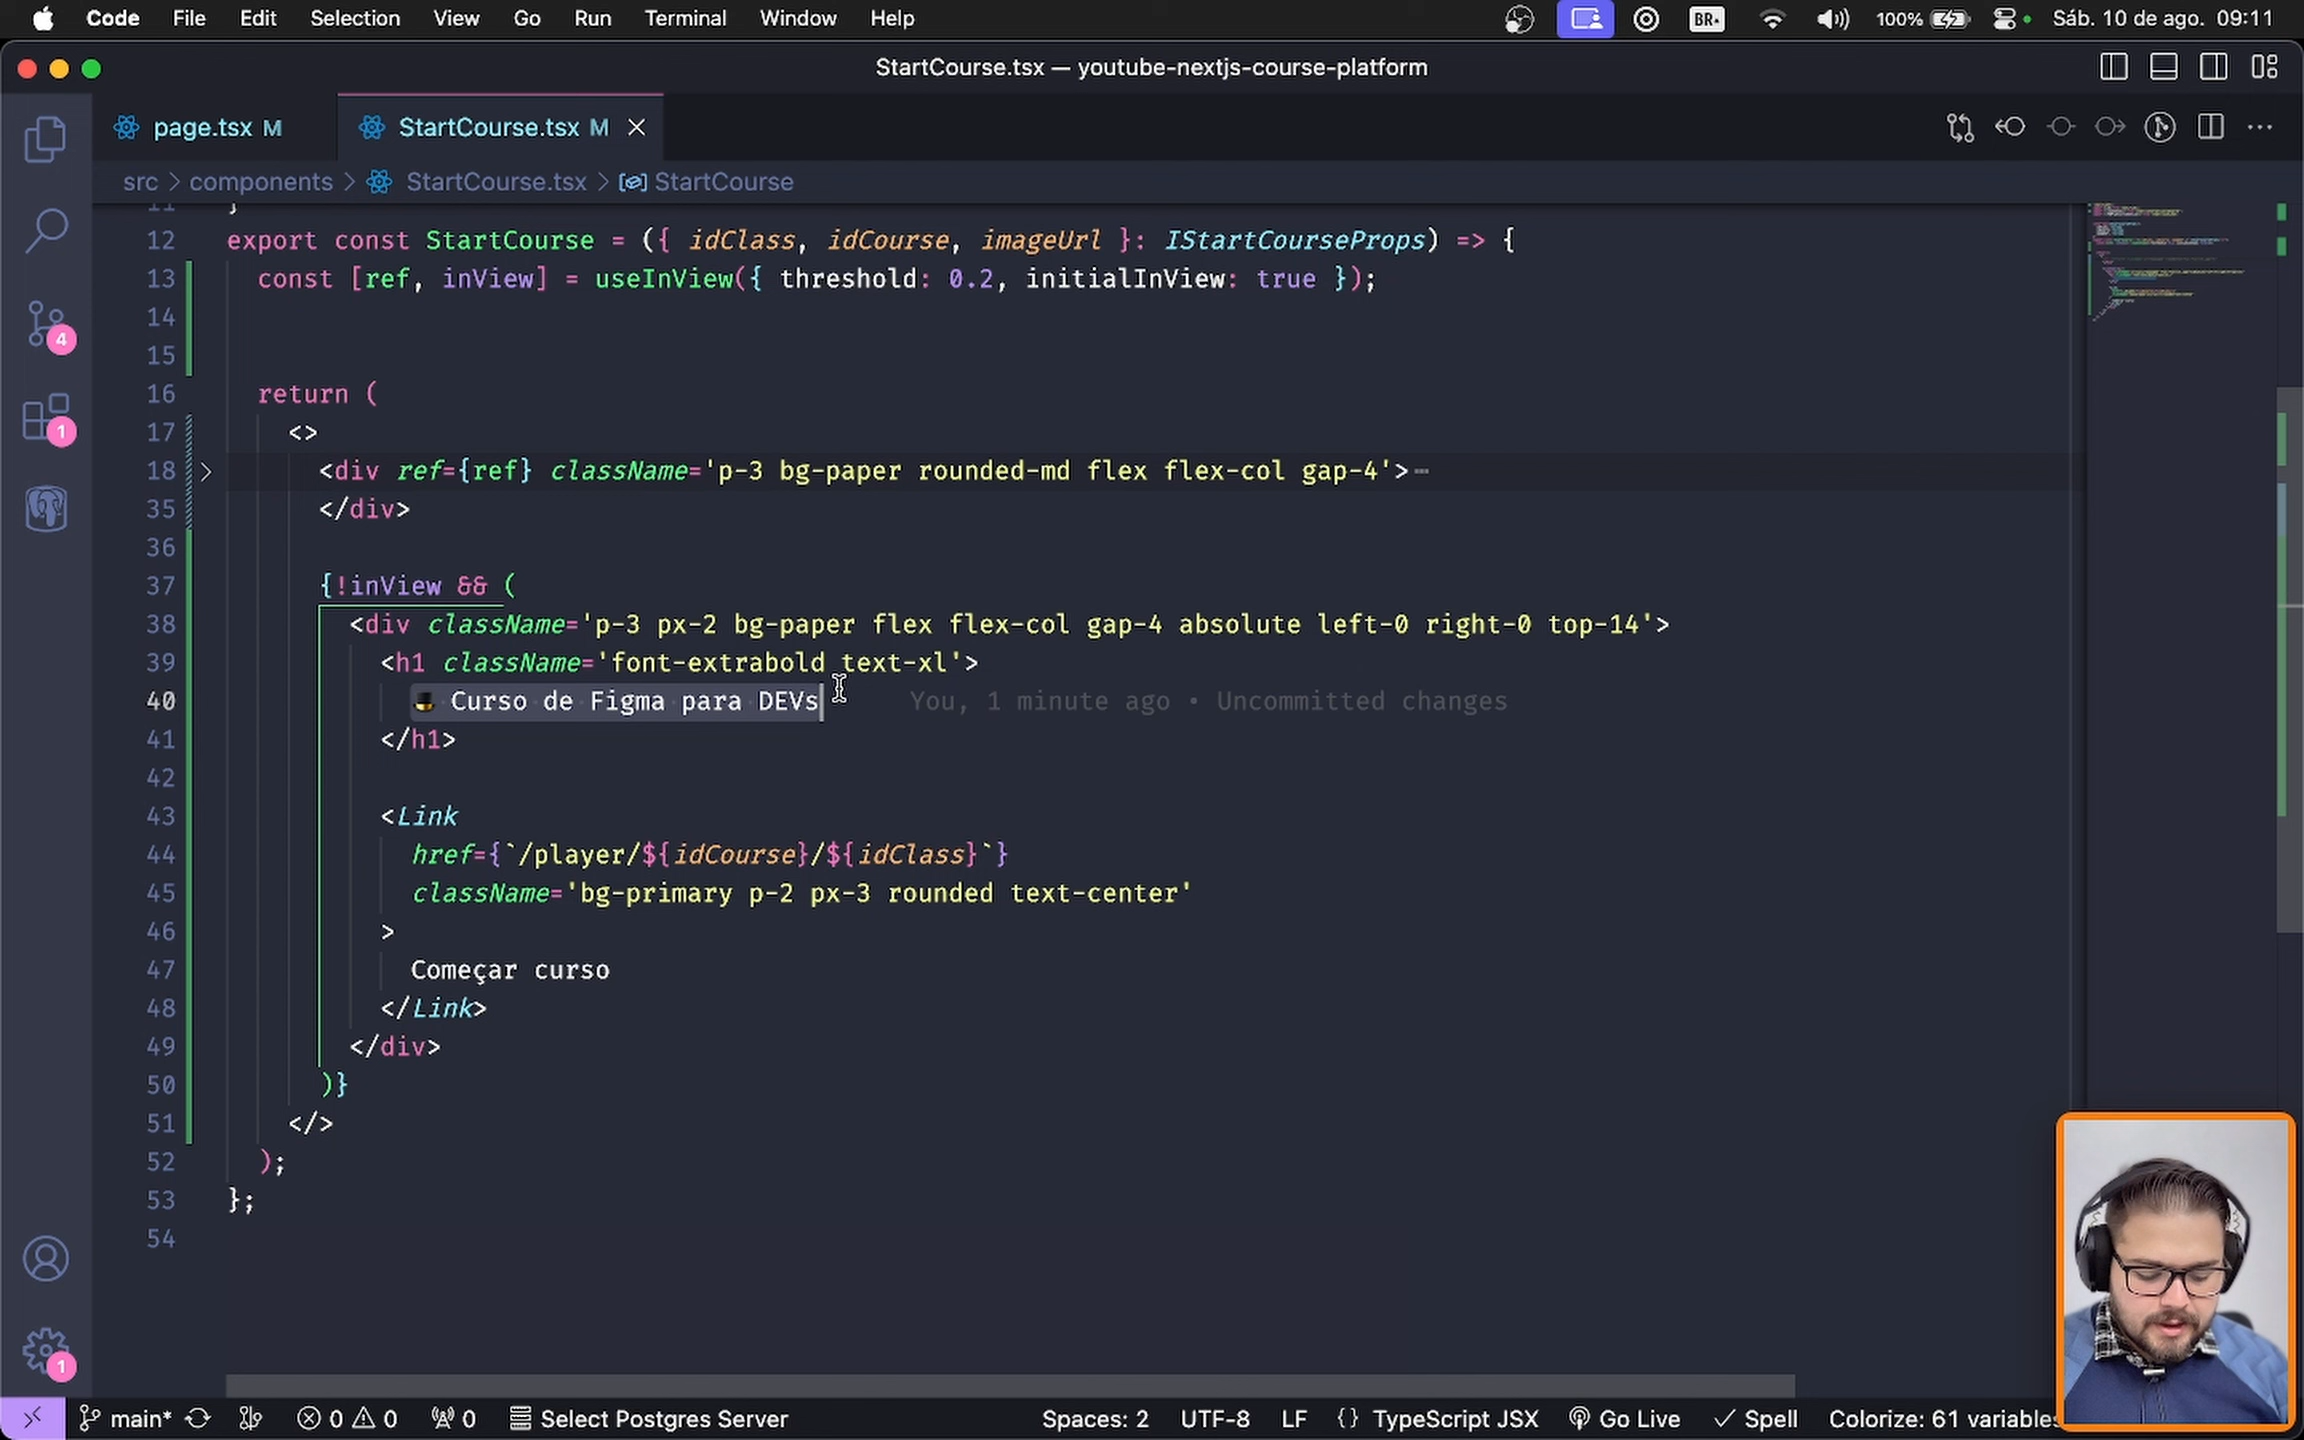 Code File Edit Selection View Go Run Terminal Window Help BR 100% Sáb. 10 de ago. 09:11
StartCourse.tsx — youtube-nextjs-course-platform
page.tsx M StartCourse.tsx M
src > components > StartCourse.tsx > StartCourse
11 }
12 export const StartCourse = ({ idClass, idCourse, imageUrl }: IStartCourseProps) => {
13 const [ref, inView] = useInView({ threshold: 0.2, initialInView: true });
14
15
16 return (
17 <>
18 <div ref={ref} className='p-3 bg-paper rounded-md flex flex-col gap-4'>
35 </div>
36
37 {!inView && (
38 <div className='p-3 px-2 bg-paper flex flex-col gap-4 absolute left-0 right-0 top-14'>
39 <h1 className='font-extrabold text-xl'>
40 🎩 Curso de Figma para DEVs You, 1 minute ago • Uncommitted changes
41 </h1>
42
43 <Link
44 href={`/player/${idCourse}/${idClass}`}
45 className='bg-primary p-2 px-3 rounded text-center'
46 >
47 Começar curso
48 </Link>
49 </div>
50 )}
51 </>
52 );
53 };
54
4
1
1
main* 0 0 0 Select Postgres Server Spaces: 2 UTF-8 LF {} TypeScript JSX Go Live Spell Colorize: 61 variables